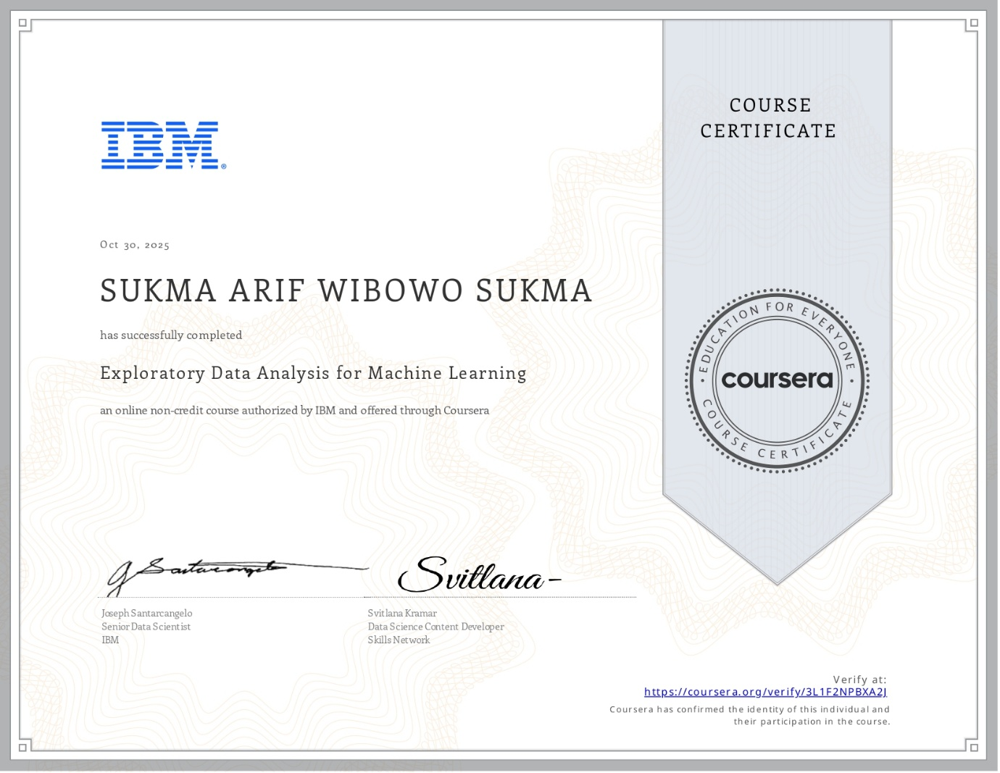 IBM®
COURSE
CERTIFICATE
Oct 30, 2025
SUKMA ARIF WIBOWO SUKMA
has successfully completed
Exploratory Data Analysis for Machine Learning
an online non-credit course authorized by IBM and offered through Coursera
EDUCATION FOR EVERYONE
coursera
COURSE CERTIFICATE
J Santarcangelo
Svitlana -
Joseph Santarcangelo
Senior Data Scientist
IBM
Svitlana Kramar
Data Science Content Developer
Skills Network
Verify at:
https://coursera.org/verify/3L1F2NPBXA2J
Coursera has confirmed the identity of this individual and
their participation in the course.